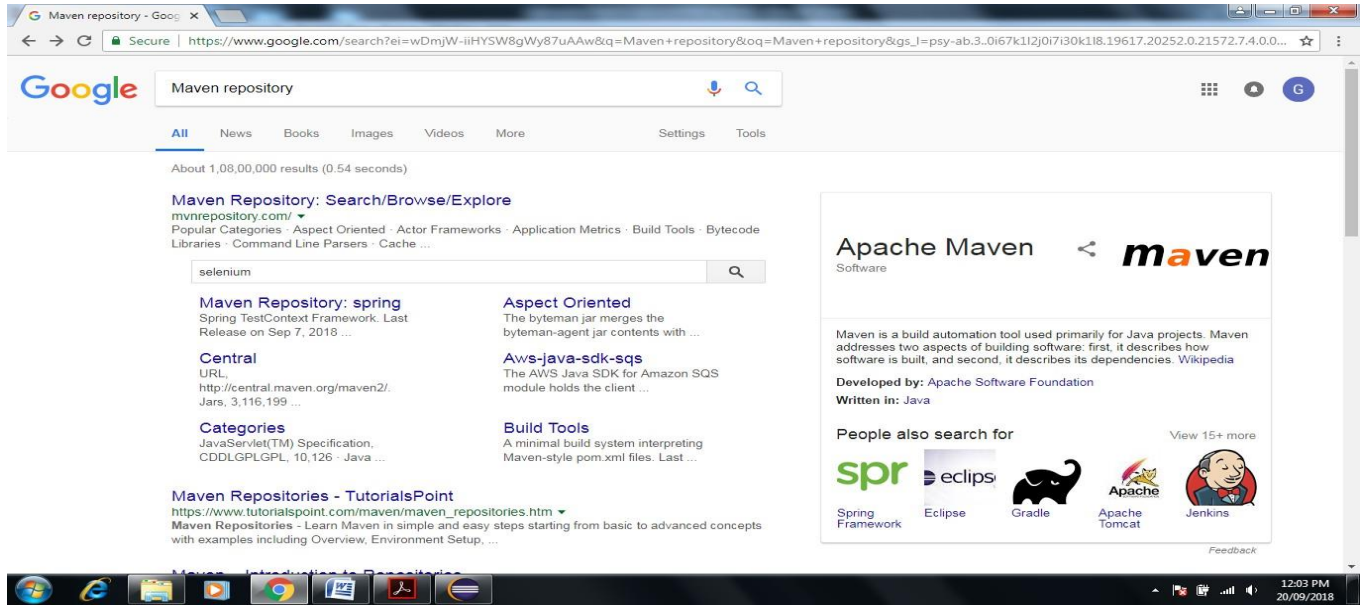 Maven repository - Goog
Secure | https://www.google.com/search?ei=wDmjW-iiHYSW8gWy87uAAw&q=Maven+repository&oq=Maven+repository&gs_l=psy-ab.3..0i67k1l2j0i7i30k1l8.19617.20252.0.21572.7.4.0.0...
Google
Maven repository
G
All News Books Images Videos More Settings Tools
About 1,08,00,000 results (0.54 seconds)
Maven Repository: Search/Browse/Explore
mvnrepository.com/
Popular Categories · Aspect Oriented · Actor Frameworks · Application Metrics · Build Tools · Bytecode
Libraries · Command Line Parsers · Cache ...
selenium
Maven Repository: spring
Spring TestContext Framework. Last
Release on Sep 7, 2018 ...
Aspect Oriented
The byteman jar merges the
byteman-agent jar contents with ...
Central
URL,
http://central.maven.org/maven2/.
Jars, 3,116,199 ...
Aws-java-sdk-sqs
The AWS Java SDK for Amazon SQS
module holds the client ...
Categories
JavaServlet(TM) Specification,
CDDLGPLGPL, 10,126 · Java ...
Build Tools
A minimal build system interpreting
Maven-style pom.xml files. Last ...
Maven Repositories - TutorialsPoint
https://www.tutorialspoint.com/maven/maven_repositories.htm
Maven Repositories - Learn Maven in simple and easy steps starting from basic to advanced concepts
with examples including Overview, Environment Setup, ...
Maven - Introduction to Repositories
Apache Maven
Software
maven
Maven is a build automation tool used primarily for Java projects. Maven
addresses two aspects of building software: first, it describes how
software is built, and second, it describes its dependencies. Wikipedia
Developed by: Apache Software Foundation
Written in: Java
People also search for
View 15+ more
spr
eclips
Apache
Spring
Framework
Eclipse
Gradle
Apache
Tomcat
Jenkins
Feedback
12:03 PM
20/09/2018